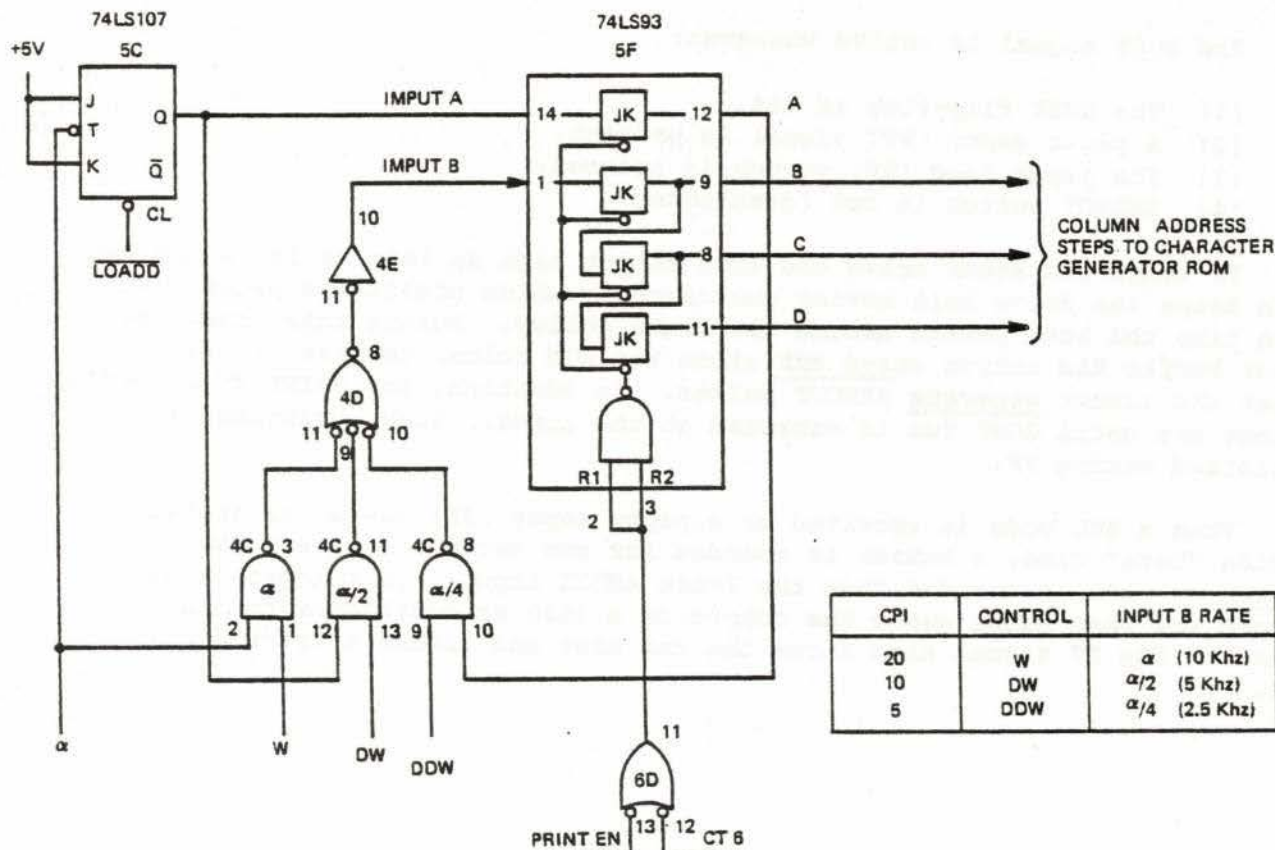 74LS107
5C
+5V
J
T
K
Q
Q̅
CL
L̅O̅A̅D̅D̅
74LS93
5F
IMPUT A
14
JK
12
A
IMPUT B
1
JK
9
B
JK
8
C
JK
11
D
COLUMN ADDRESS
STEPS TO CHARACTER
GENERATOR ROM
R1
R2
2
3
10
4E
11
8
4D
11
9
10
4C 3
4C 11
4C 8
α
α/2
α/4
2
1
12
13
9
10
α
W
DW
DDW
11
6D
13
12
PRINT EN
CT 6
CPI CONTROL INPUT B RATE
20 W α (10 Khz)
10 DW α/2 (5 Khz)
5 DDW α/4 (2.5 Khz)